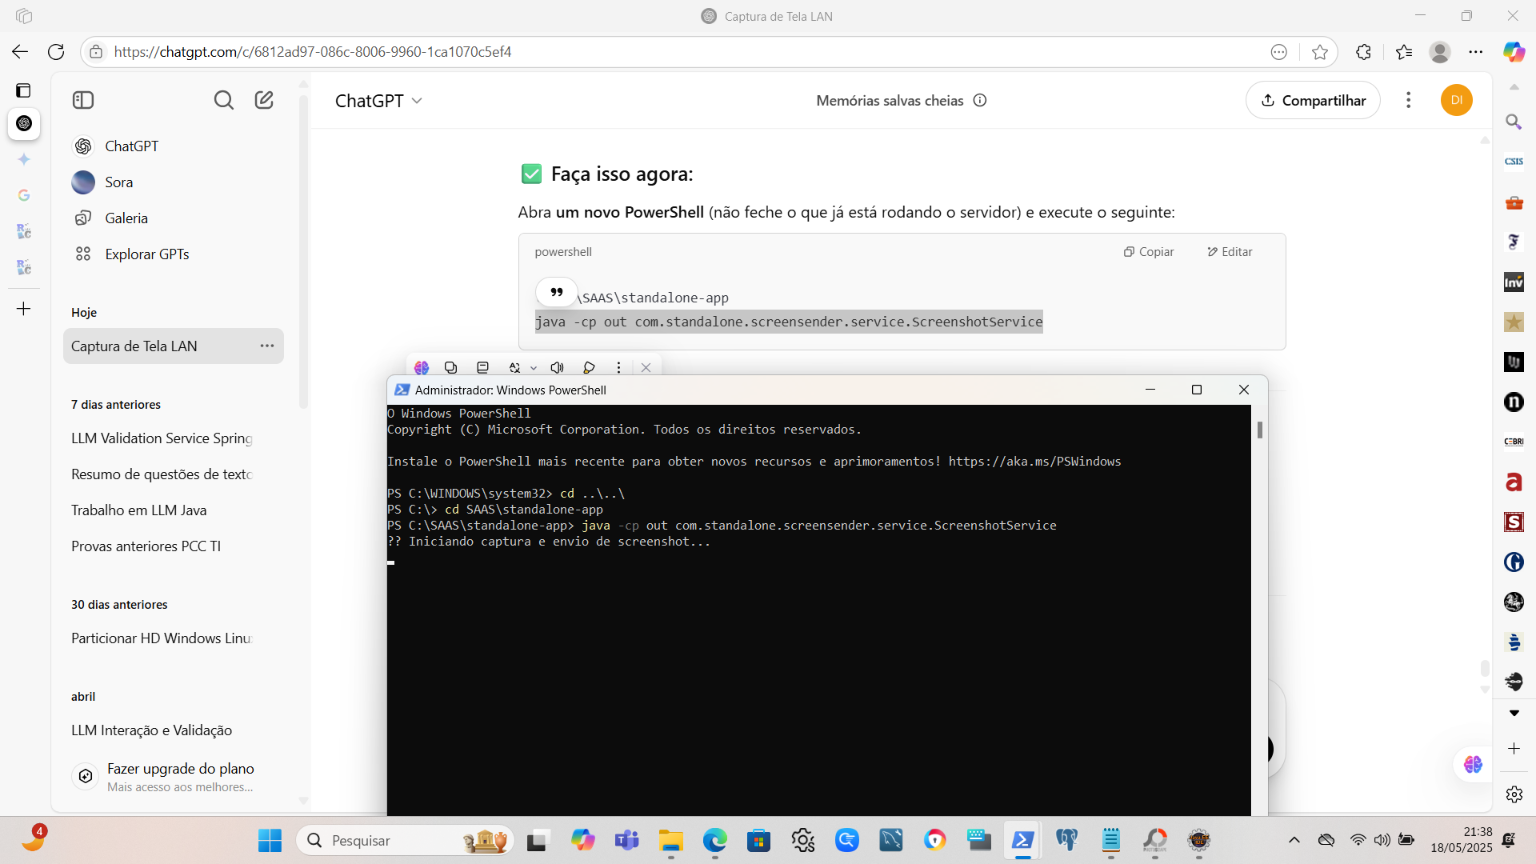 Captura de Tela LAN
https://chatgpt.com/c/6812ad97-086c-8006-9960-1ca1070c5ef4
ChatGPT
Memórias salvas cheias
Compartilhar
DI
ChatGPT
Sora
Galeria
Explorar GPTs
Hoje
Captura de Tela LAN
7 dias anteriores
LLM Validation Service Spring
Resumo de questões de texto
Trabalho em LLM Java
Provas anteriores PCC TI
30 dias anteriores
Particionar HD Windows Linu
abril
LLM Interação e Validação
Fazer upgrade do plano
Mais acesso aos melhores...
✅ Faça isso agora:
Abra um novo PowerShell (não feche o que já está rodando o servidor) e execute o seguinte:
powershell
Copiar
Editar
\SAAS\standalone-app
java -cp out com.standalone.screensender.service.ScreenshotService
Administrador: Windows PowerShell
O Windows PowerShell
Copyright (C) Microsoft Corporation. Todos os direitos reservados.
Instale o PowerShell mais recente para obter novos recursos e aprimoramentos! https://aka.ms/PSWindows
PS C:\WINDOWS\system32> cd ..\..\
PS C:\> cd SAAS\standalone-app
PS C:\SAAS\standalone-app> java -cp out com.standalone.screensender.service.ScreenshotService
?? Iniciando captura e envio de screenshot...
CSIS
inv
n
CEBRI
a
S
4
Pesquisar
21:38
18/05/2025